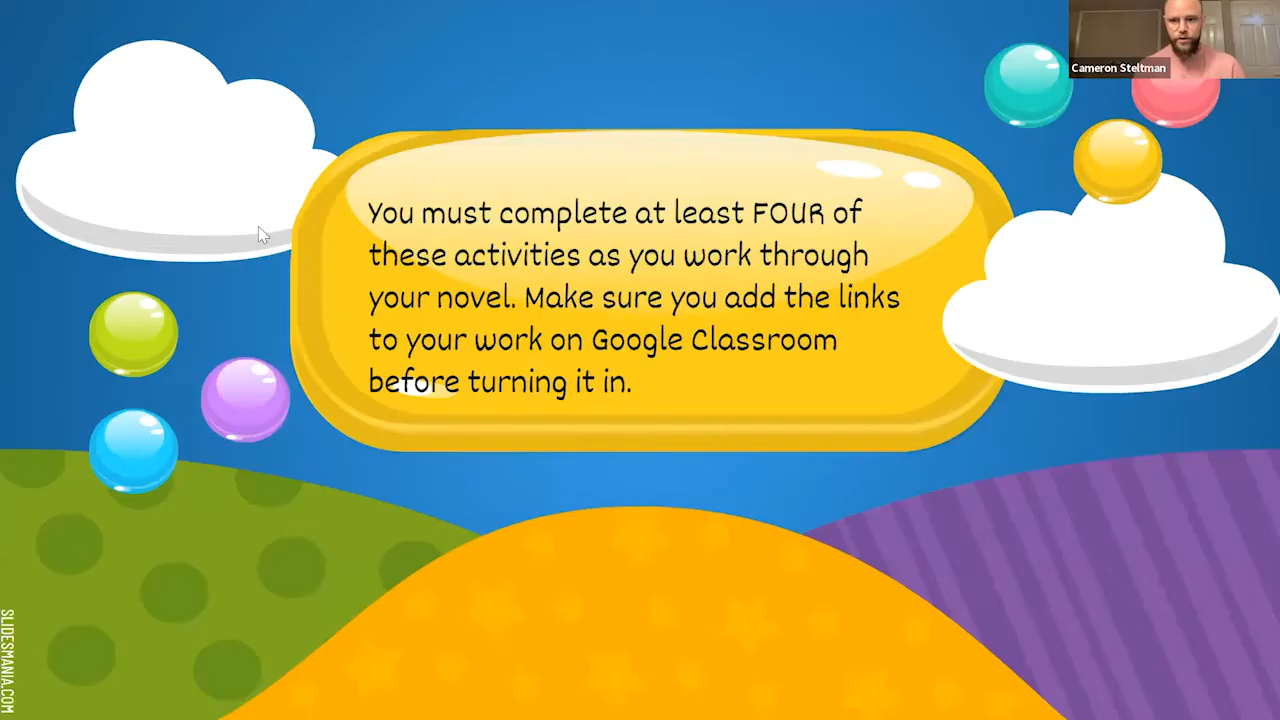 Cameron Steltman
You must complete at least FOUR of
these activities as you work through
your novel. Make sure you add the links
to your work on Google Classroom
before turning it in.
SLIDESMANIA.COM